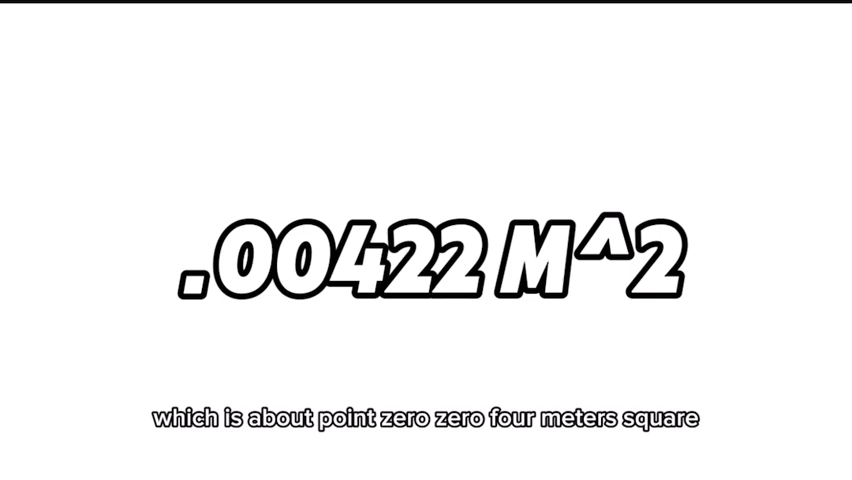 .00422 M^2
which is about point zero zero four meters square